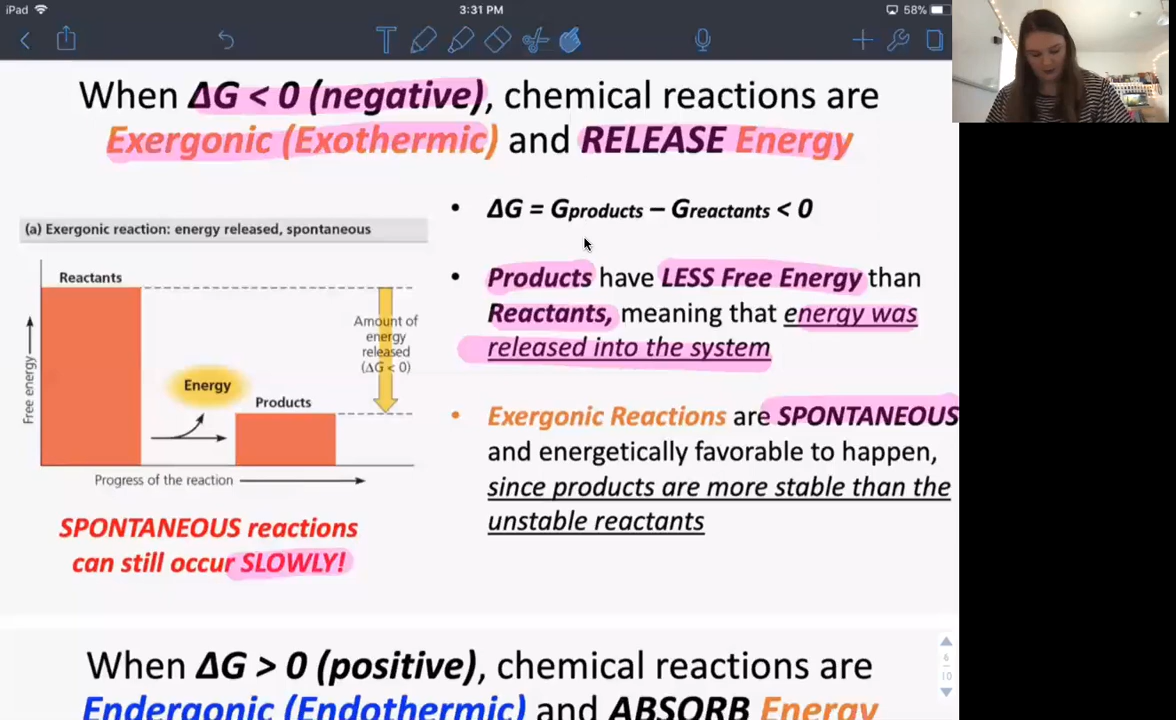 iPad
3:31 PM
58%
When ΔG < 0 (negative), chemical reactions are
Exergonic (Exothermic) and RELEASE Energy
(a) Exergonic reaction: energy released, spontaneous
Reactants
Free energy
Energy
Products
Amount of
energy
released
(ΔG < 0)
Progress of the reaction
SPONTANEOUS reactions
can still occur SLOWLY!
• ΔG = Gproducts – Greactants < 0
• Products have LESS Free Energy than
Reactants, meaning that energy was
released into the system
• Exergonic Reactions are SPONTANEOUS
and energetically favorable to happen,
since products are more stable than the
unstable reactants
6
10
When ΔG > 0 (positive), chemical reactions are
Endergonic (Endothermic) and ABSORB Energy